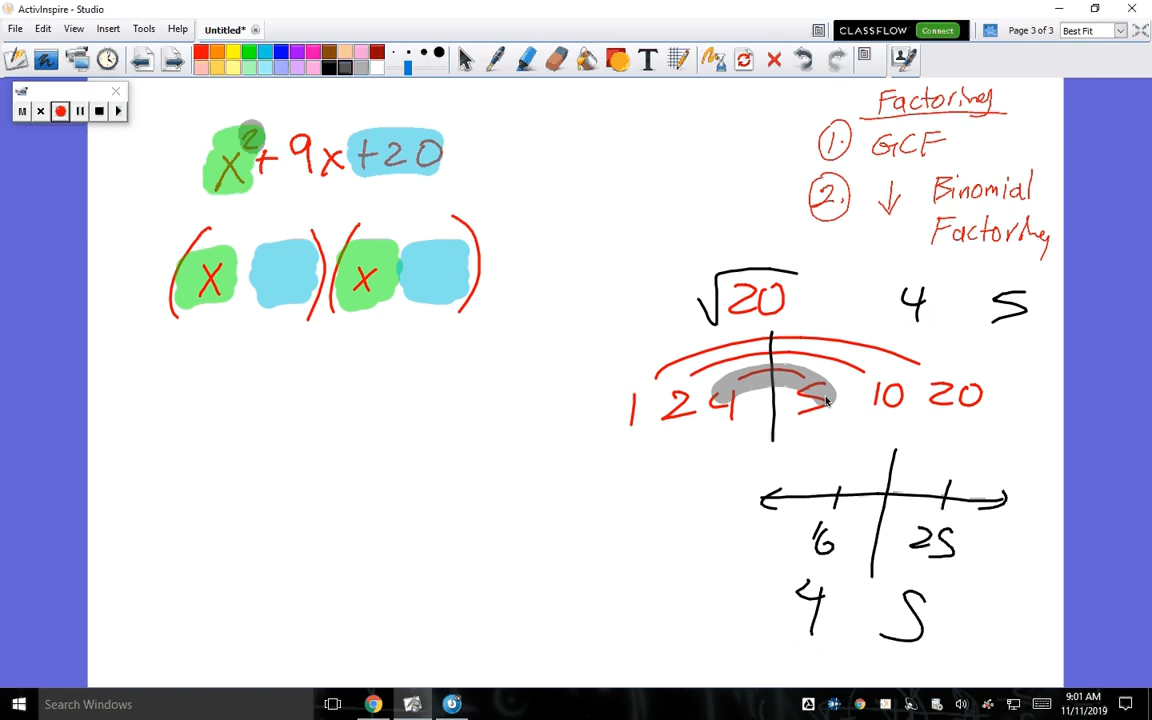 ActivInspire - Studio
File Edit View Insert Tools Help Untitled*
CLASSFLOW Connect Page 3 of 3 Best Fit
M
x² + 9x + 20
(x )(x )
Factoring
1. GCF
2. ↓ Binomial
Factoring
√20 4 5
1 2 4 5 10 20
16 25
4 5
Search Windows
9:01 AM
11/11/2019